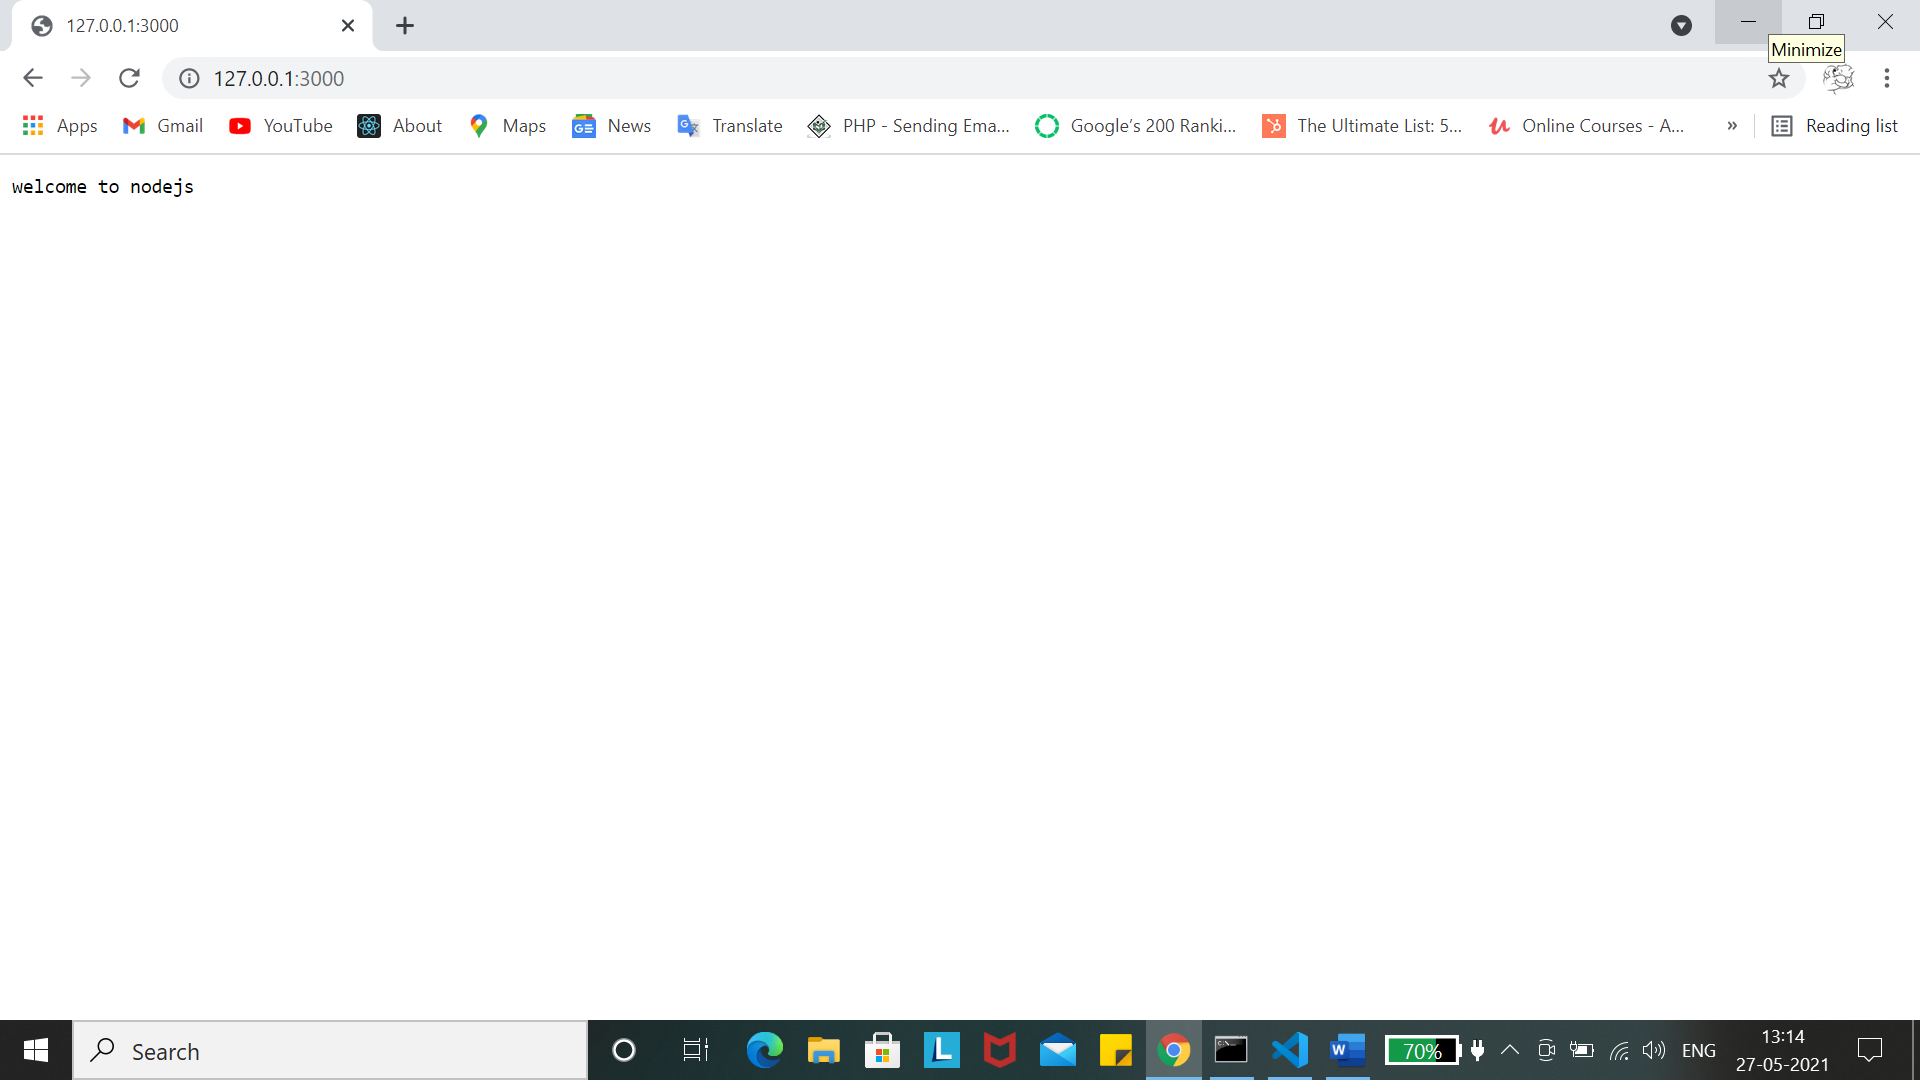 127.0.0.1:3000
Minimize
127.0.0.1:3000
Apps Gmail YouTube About Maps News Translate PHP - Sending Ema... Google's 200 Ranki... The Ultimate List: 5... Online Courses - A... » Reading list
welcome to nodejs
Search 70% ENG 13:14
27-05-2021